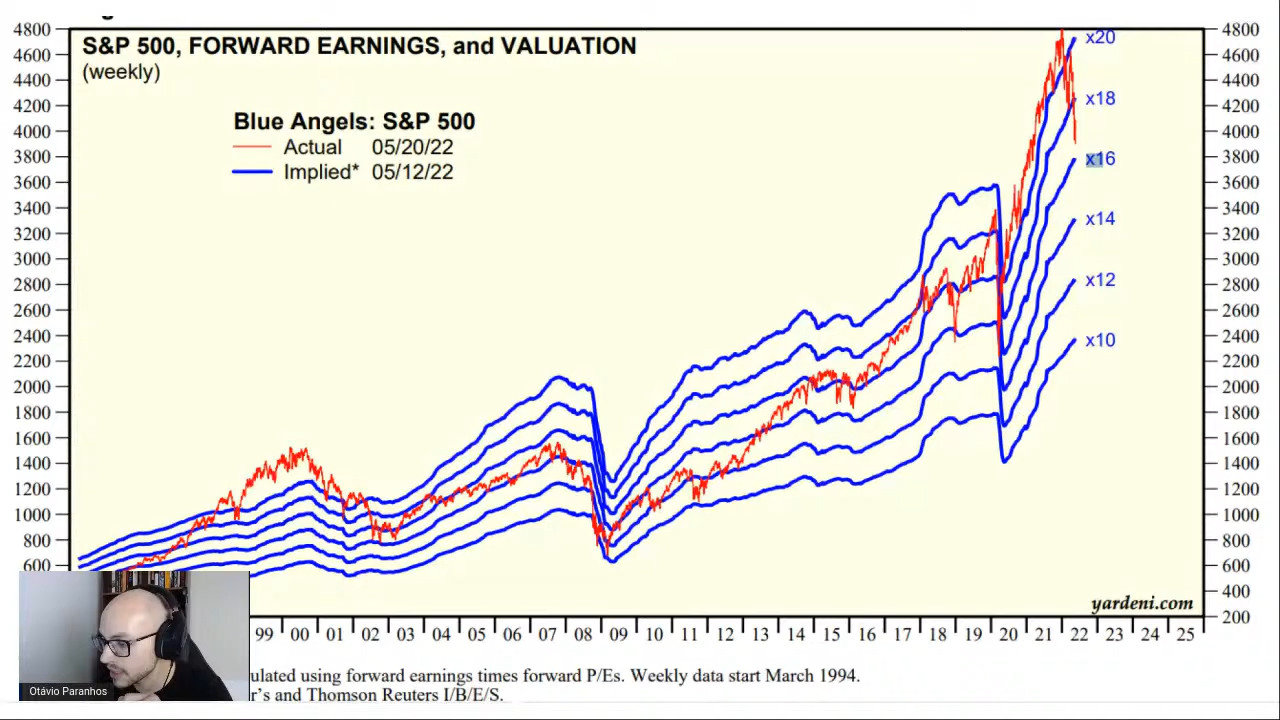 S&P 500, FORWARD EARNINGS, and VALUATION
(weekly)
Blue Angels: S&P 500
Actual 05/20/22
Implied* 05/12/22
4800 4800
4600 4600
4400 4400
4200 4200
4000 4000
3800 3800
3600 3600
3400 3400
3200 3200
3000 3000
2800 2800
2600 2600
2400 2400
2200 2200
2000 2000
1800 1800
1600 1600
1400 1400
1200 1200
1000 1000
800 800
600 600
400
200
x20
x18
x16
x14
x12
x10
yardeni.com
99 00 01 02 03 04 05 06 07 08 09 10 11 12 13 14 15 16 17 18 19 20 21 22 23 24 25
ulated using forward earnings times forward P/Es. Weekly data start March 1994.
r's and Thomson Reuters I/B/E/S.
Otávio Paranhos